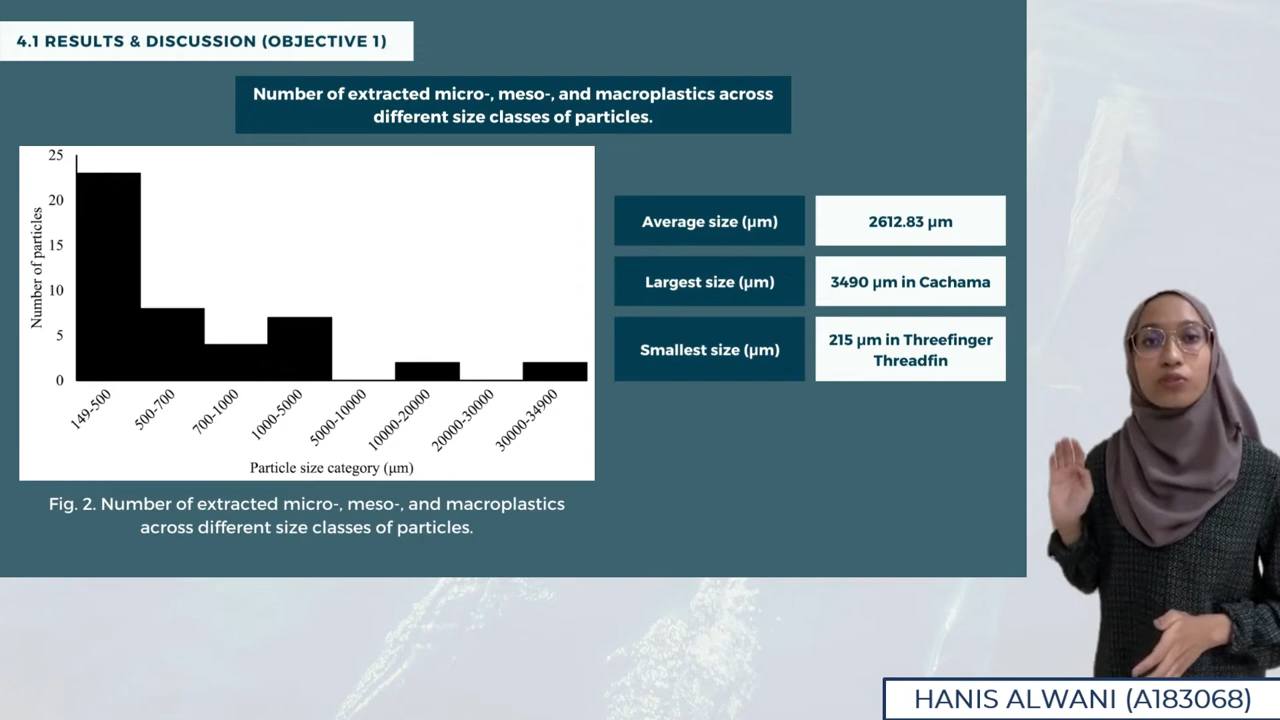 4.1 RESULTS & DISCUSSION (OBJECTIVE 1)
Number of extracted micro-, meso-, and macroplastics across
different size classes of particles.
Number of particles
25
20
15
10
5
0
149-500
500-700
700-1000
1000-5000
5000-10000
10000-20000
20000-30000
30000-34900
Particle size category (μm)
Fig. 2. Number of extracted micro-, meso-, and macroplastics
across different size classes of particles.
Average size (μm)
2612.83 μm
Largest size (μm)
3490 μm in Cachama
Smallest size (μm)
215 μm in Threefinger
Threadfin
HANIS ALWANI (A183068)